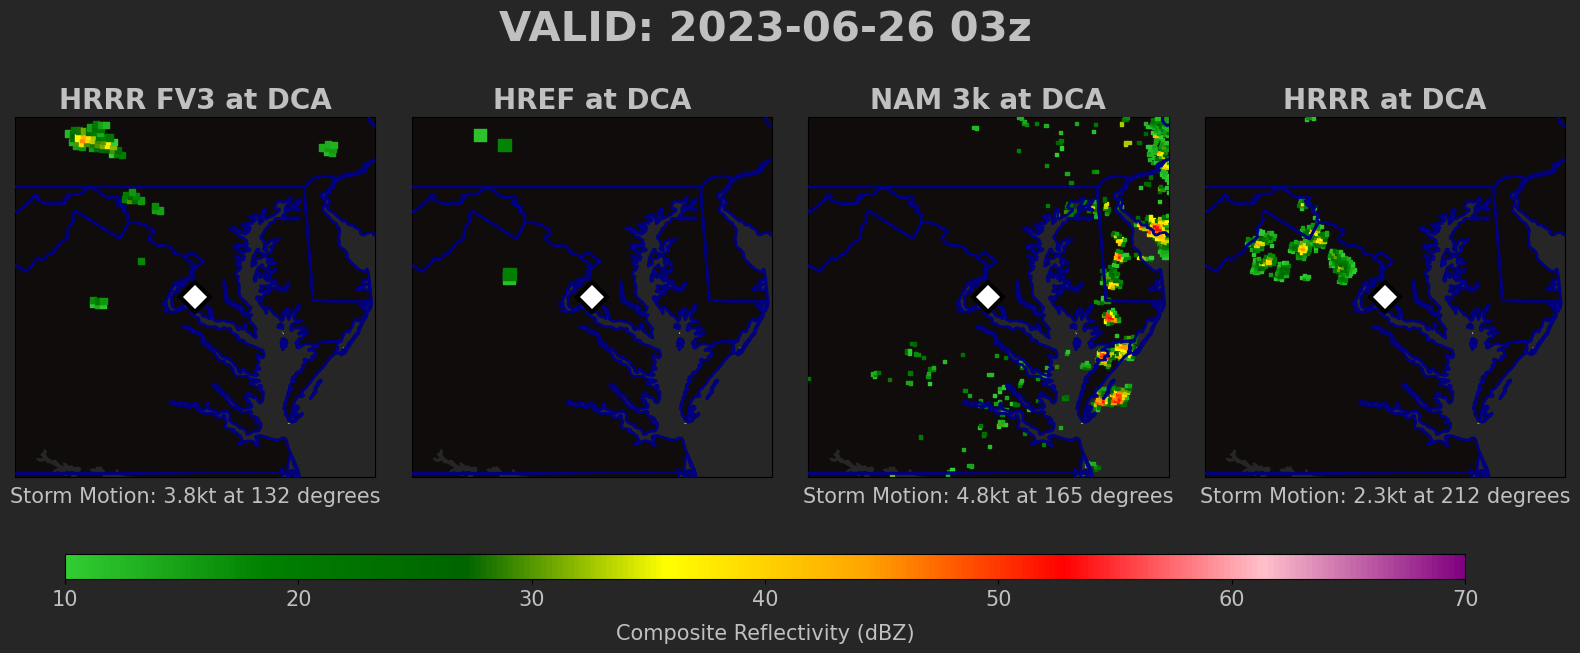 VALID: 2023-06-26 03z
HRRR FV3 at DCA
HREF at DCA
NAM 3k at DCA
HRRR at DCA
Storm Motion: 3.8kt at 132 degrees
Storm Motion: 4.8kt at 165 degrees
Storm Motion: 2.3kt at 212 degrees
10 20 30 40 50 60 70
Composite Reflectivity (dBZ)